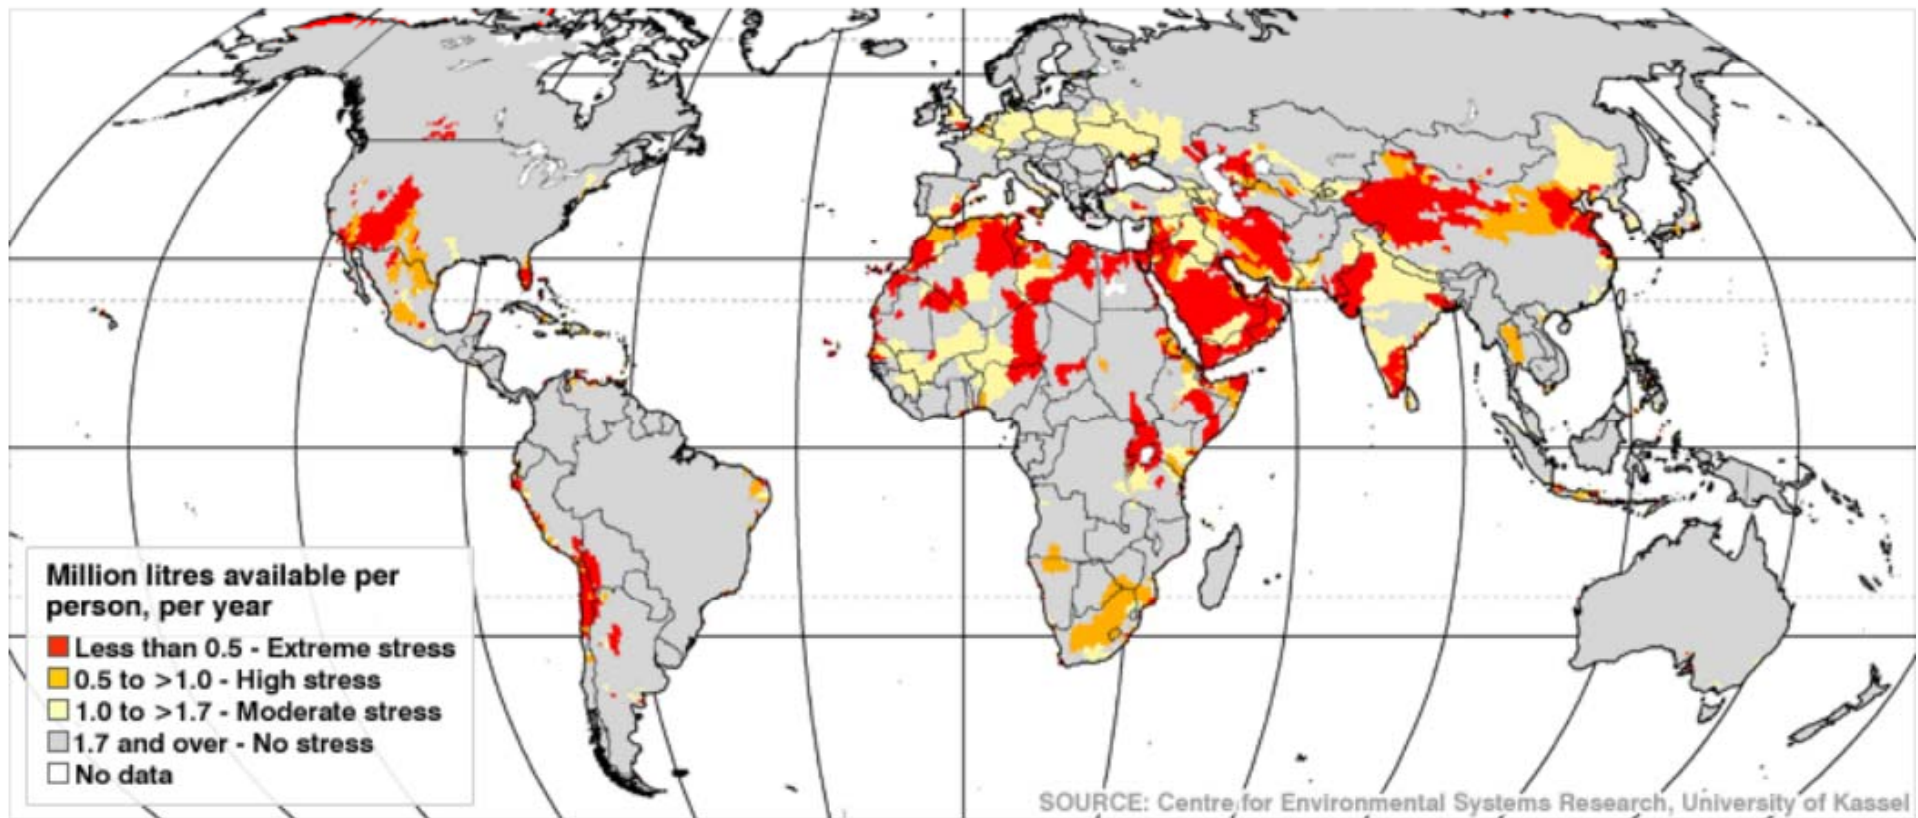 Million litres available per
person, per year
Less than 0.5 - Extreme stress
0.5 to >1.0 - High stress
1.0 to >1.7 - Moderate stress
1.7 and over - No stress
No data
SOURCE: Centre for Environmental Systems Research, University of Kassel